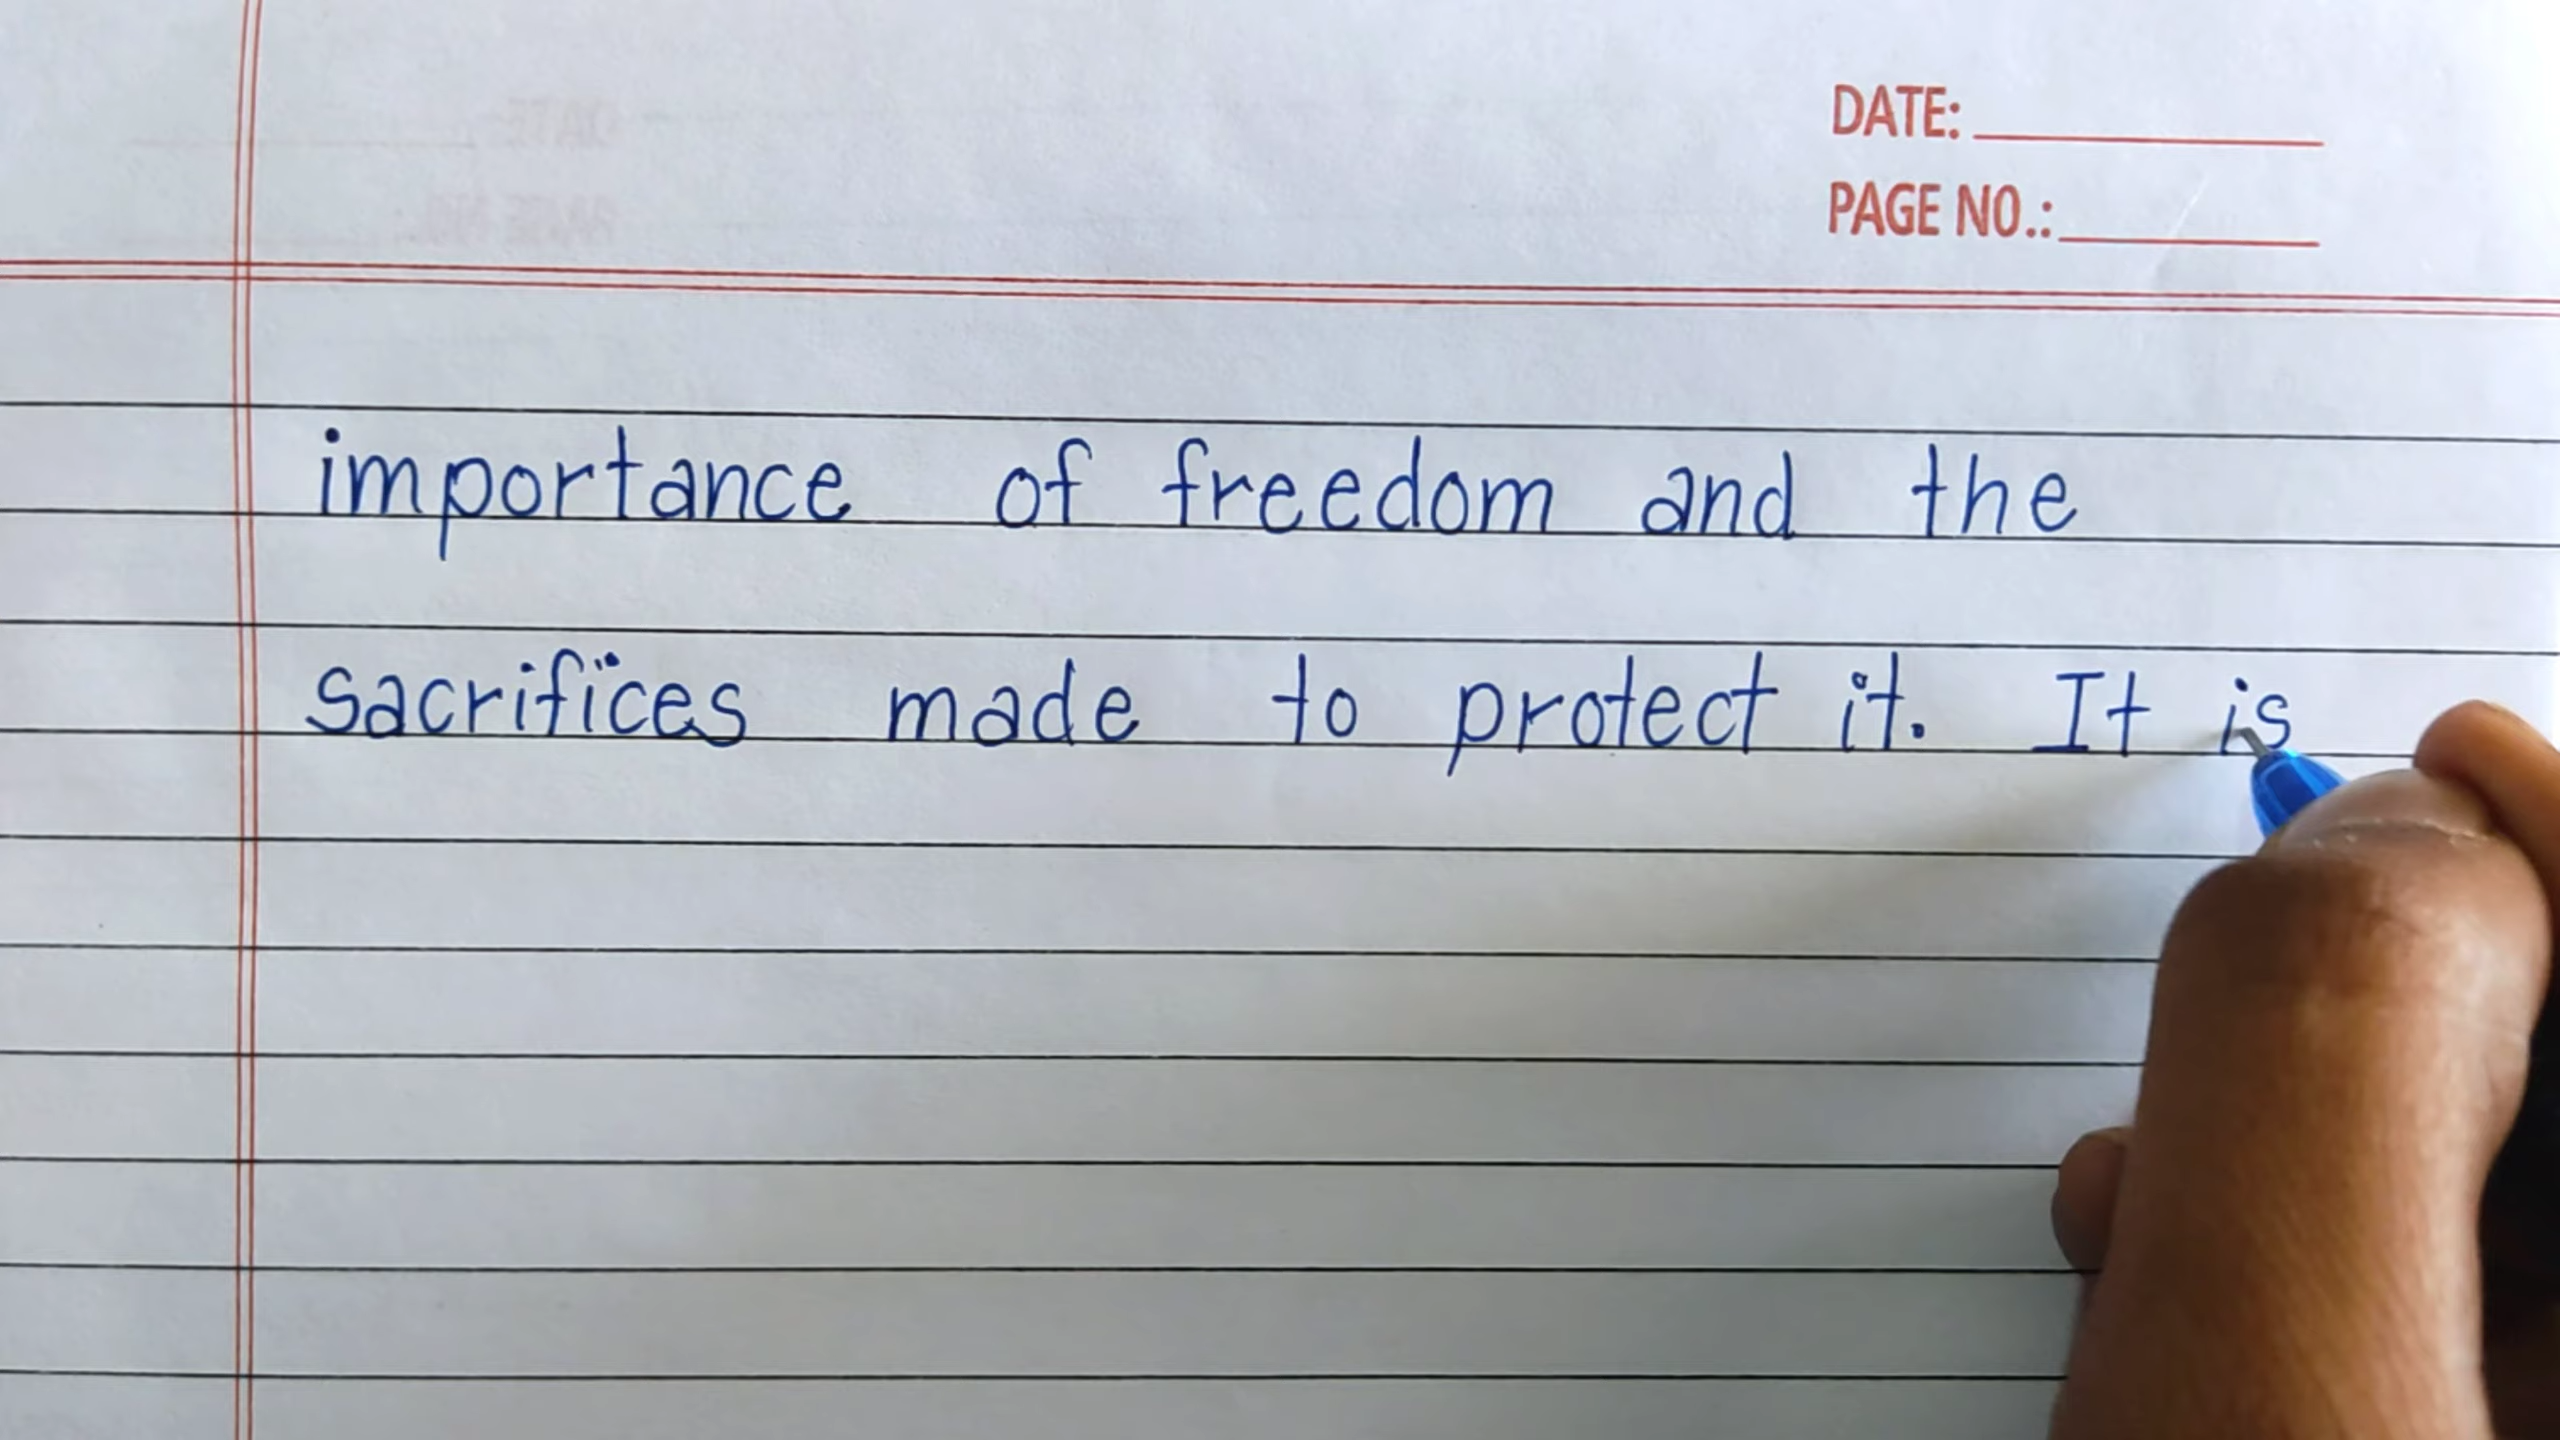 DATE:
PAGE NO.:
importance of freedom and the
sacrifices made to protect it. It is